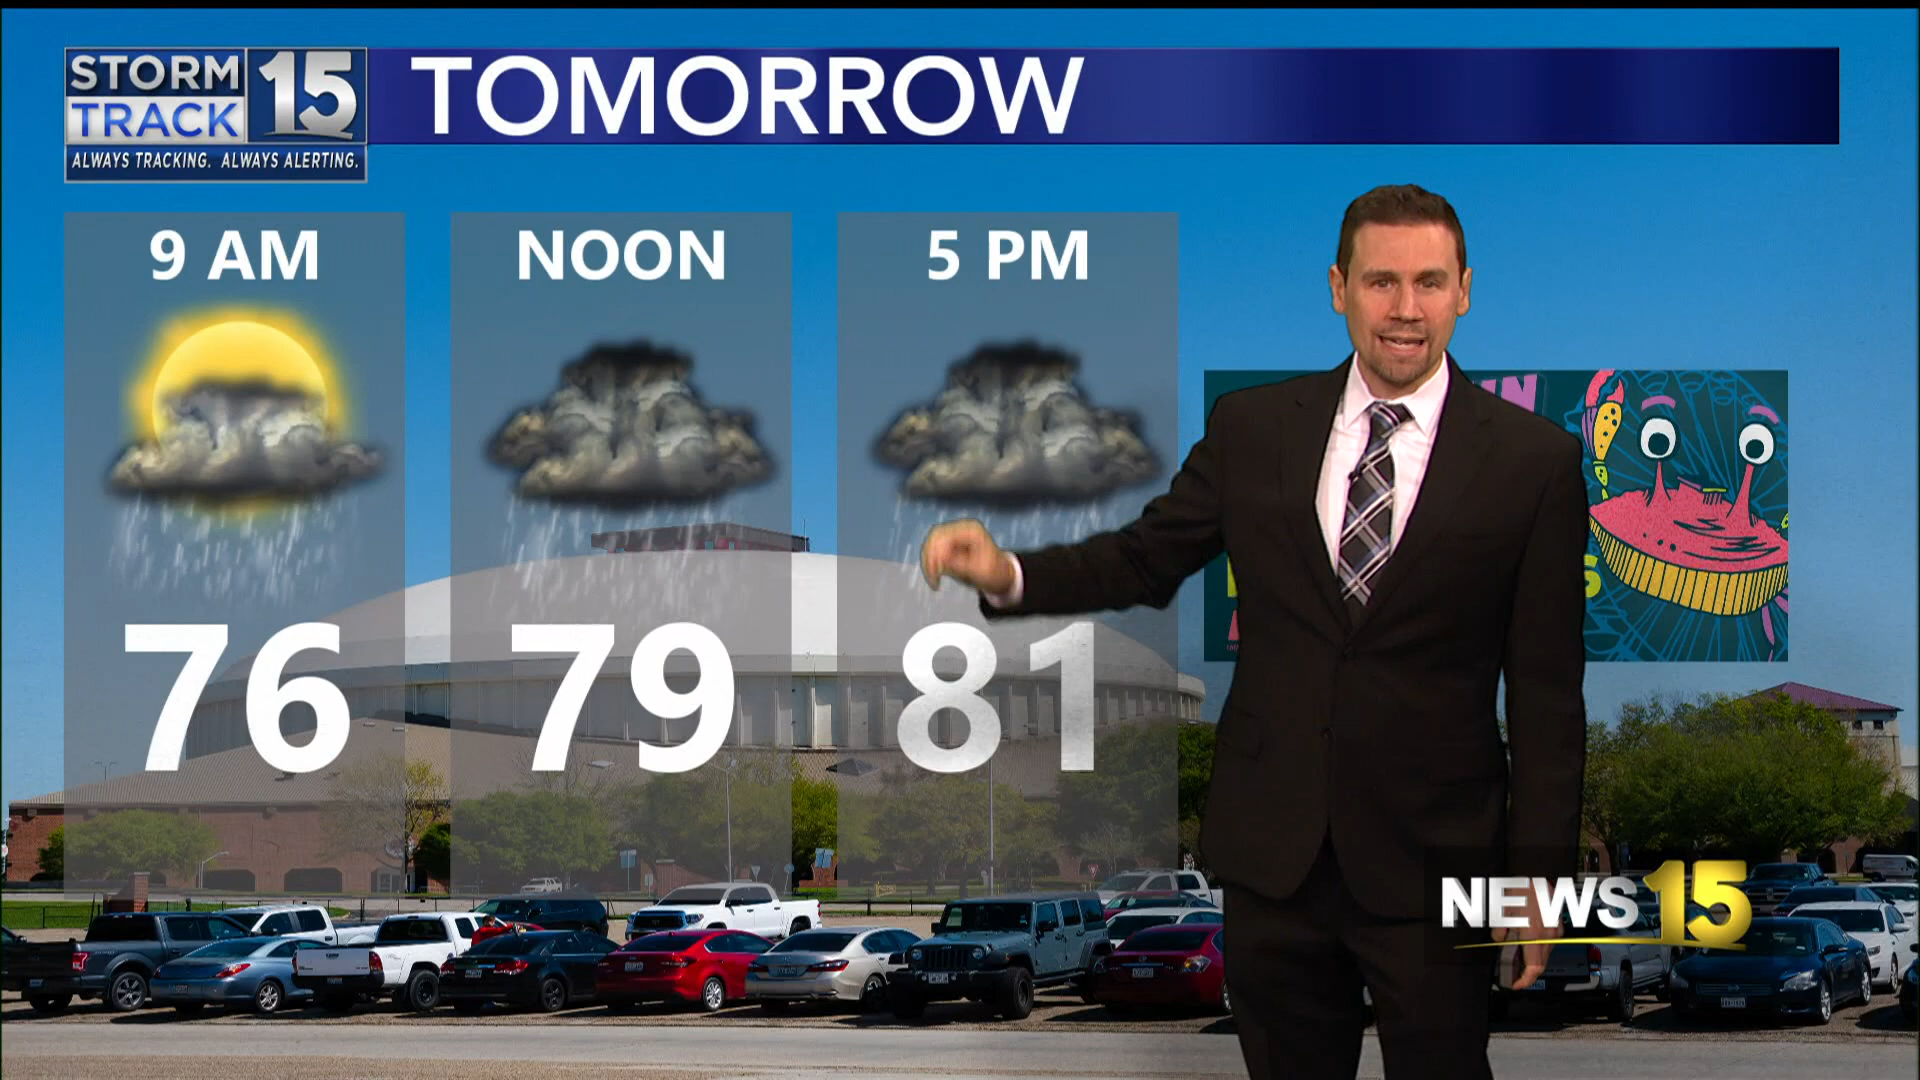 STORM
TRACK
15
ALWAYS TRACKING. ALWAYS ALERTING.
TOMORROW
9 AM
NOON
5 PM
76
79
81
NEWS 15